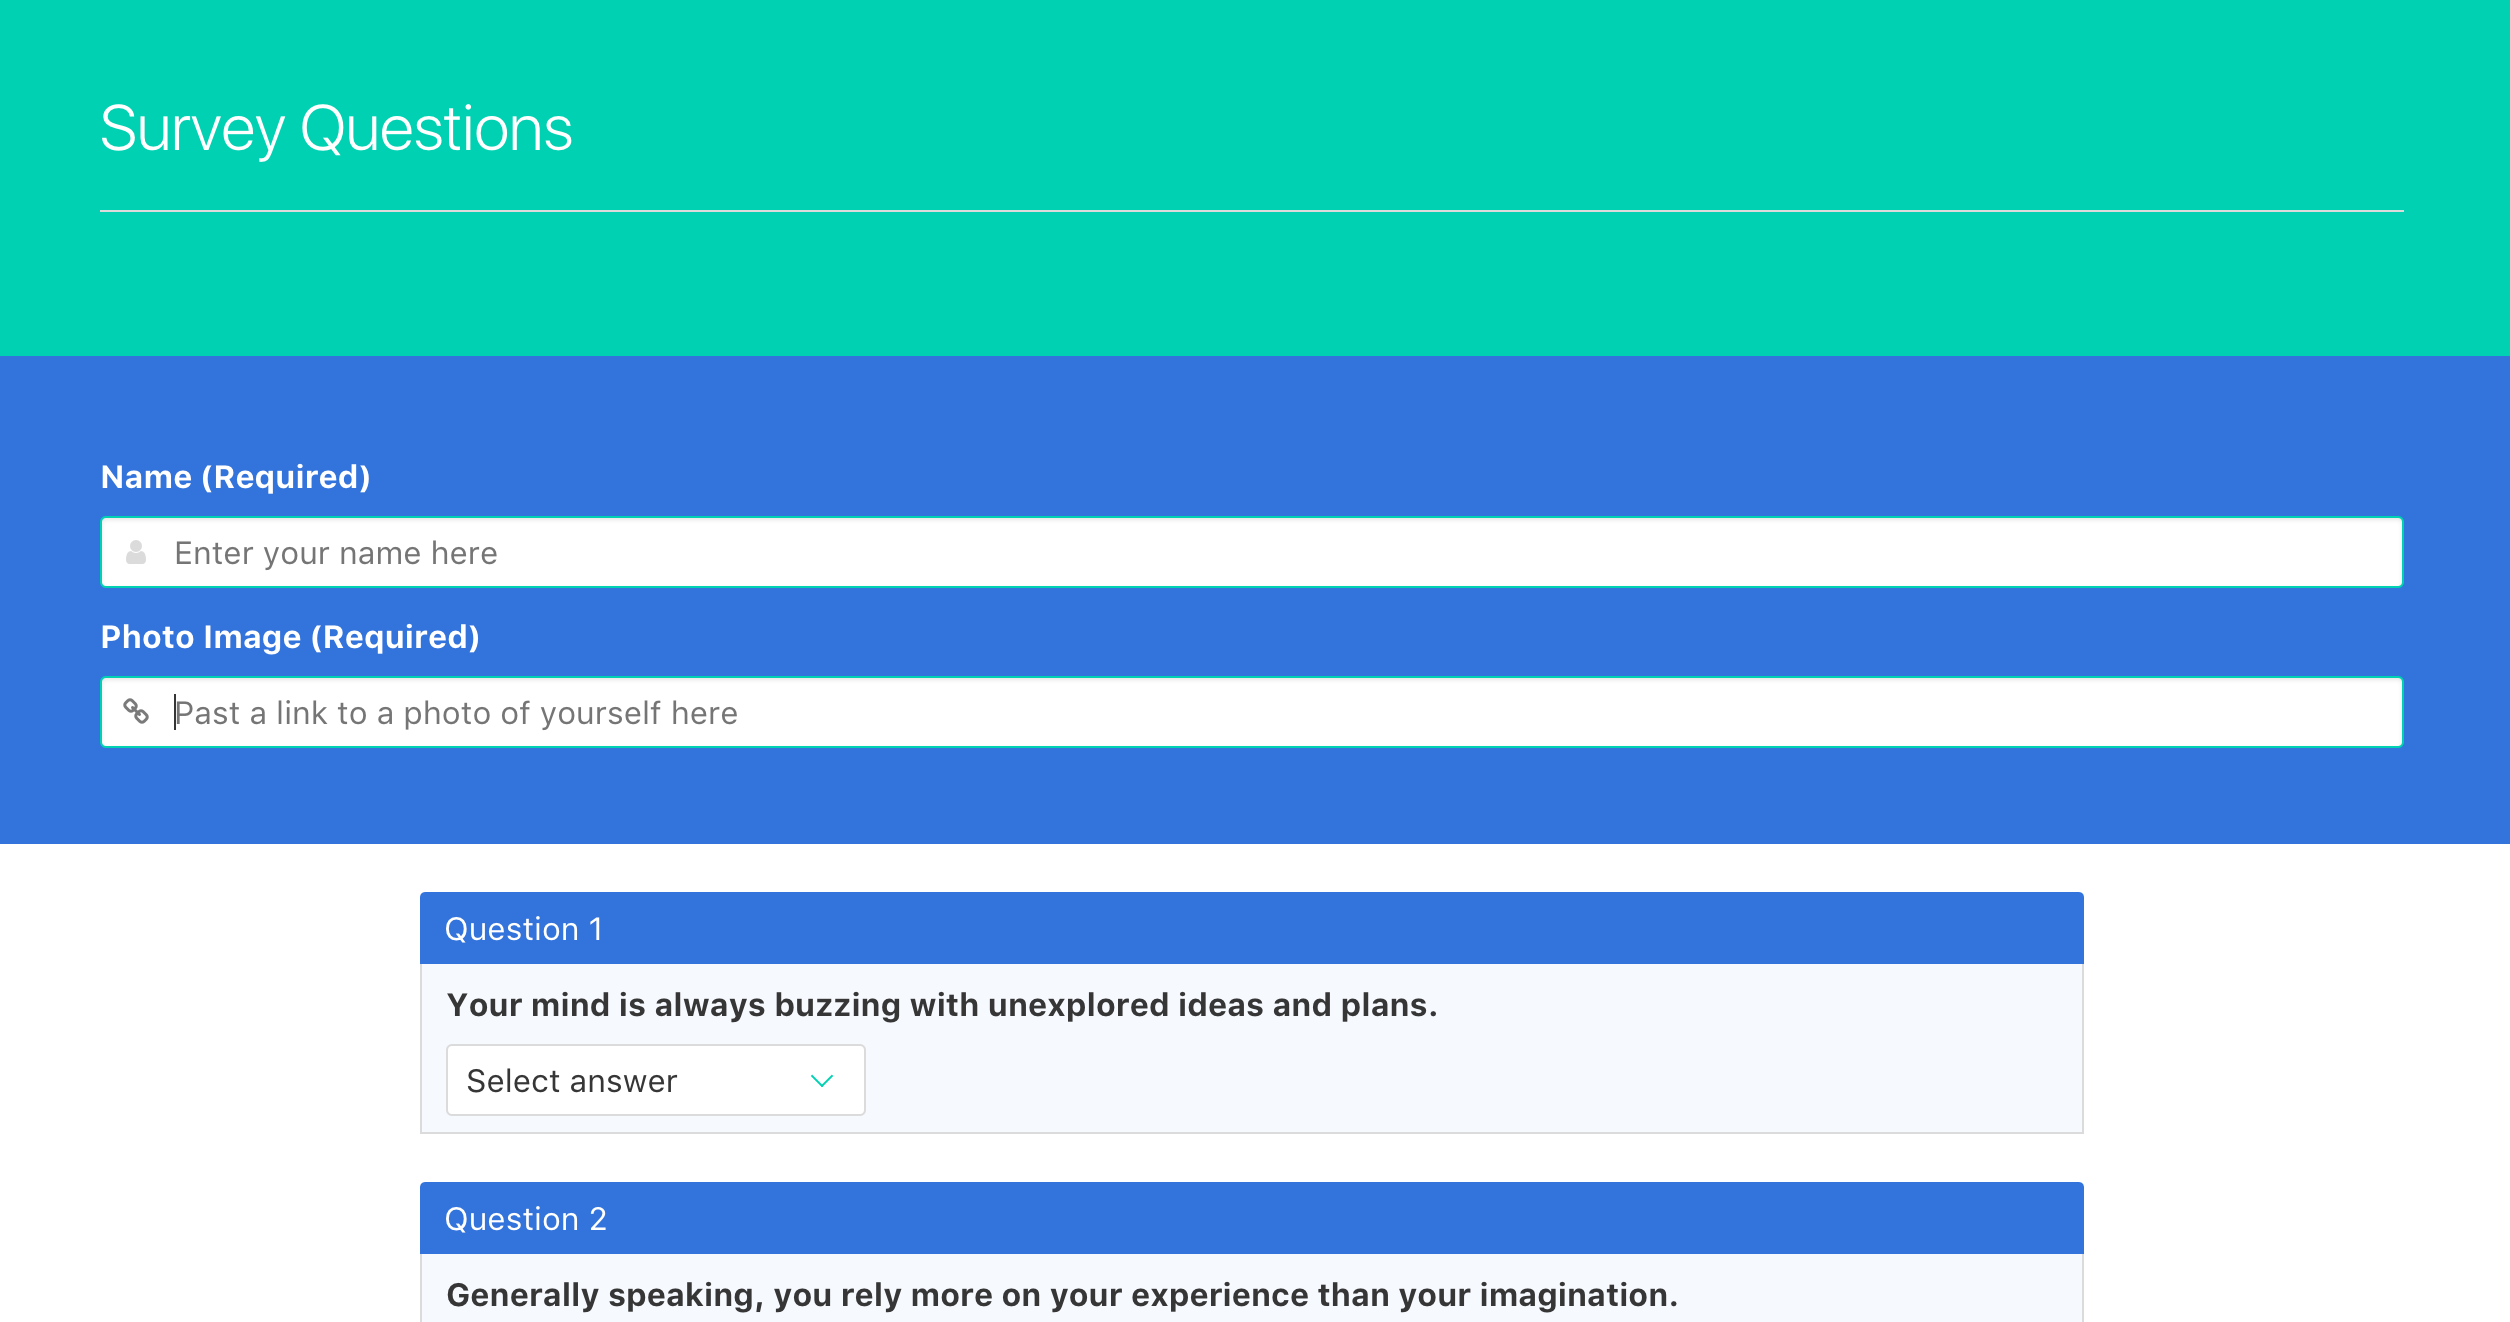 Survey Questions
Name (Required)
Enter your name here
Photo Image (Required)
Past a link to a photo of yourself here
Question 1
Your mind is always buzzing with unexplored ideas and plans.
Select answer
Question 2
Generally speaking, you rely more on your experience than your imagination.